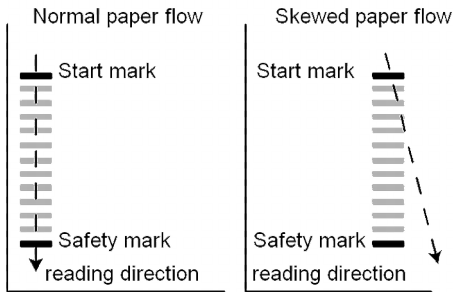 Normal paper flow
Start mark
Safety mark
reading direction
Skewed paper flow
Start mark
Safety mark
reading direction